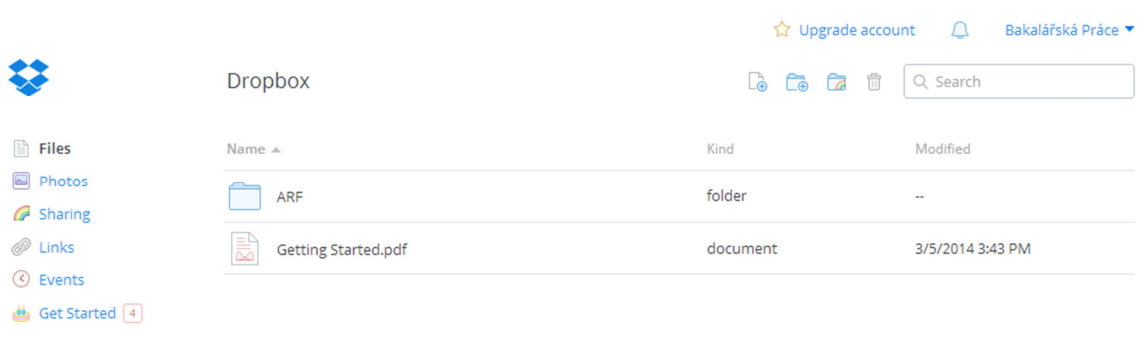 Upgrade account Bakalářská Práce
Dropbox
Search
Files
Photos
Sharing
Links
Events
Get Started 4
Name Kind Modified
ARF folder --
Getting Started.pdf document 3/5/2014 3:43 PM